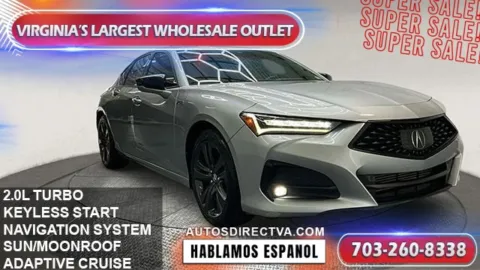 VIRGINIA'S LARGEST WHOLESALE OUTLET
SUPER SALE!
SUPER SALE!
SUPER SALE!
2.0L TURBO
KEYLESS START
NAVIGATION SYSTEM
SUN/MOONROOF
ADAPTIVE CRUISE
AUTOSDIRECTVA.COM
HABLAMOS ESPANOL
703-260-8338